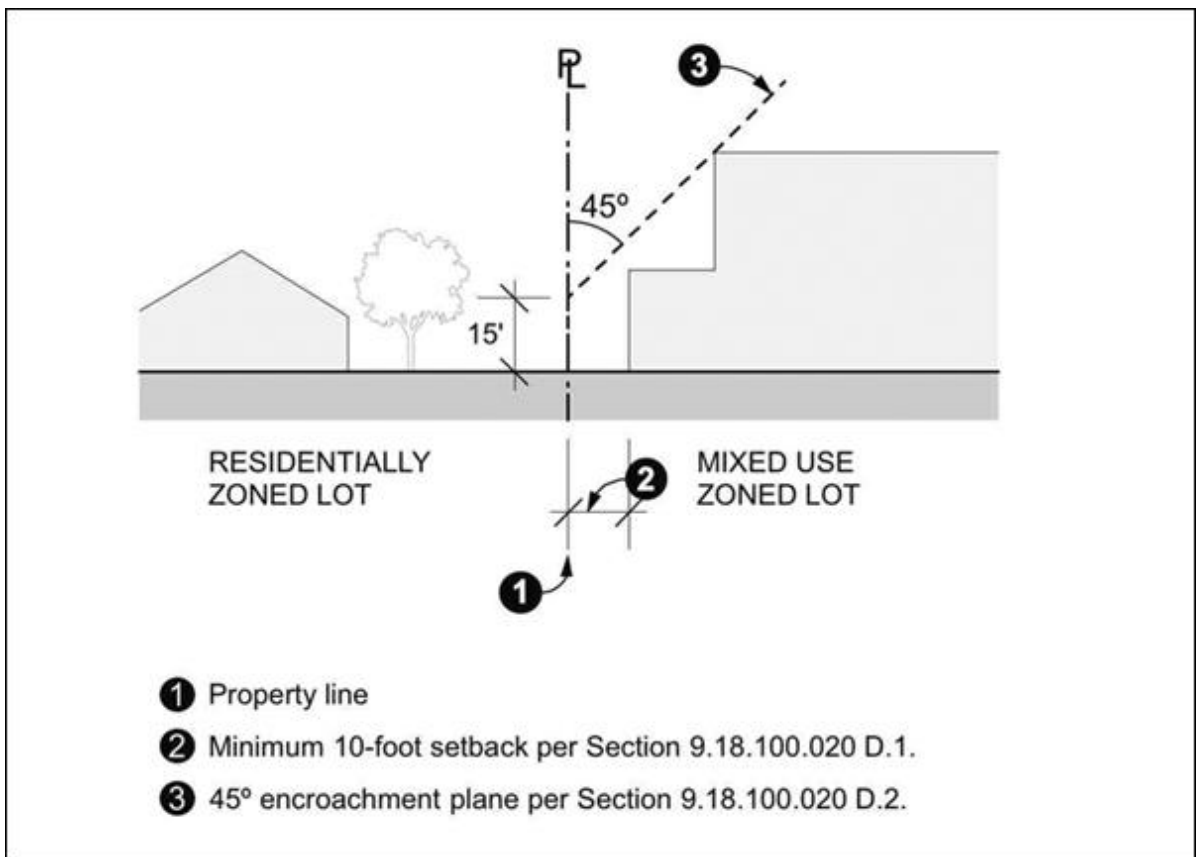 PL
3
45º
15'
RESIDENTIALLY
ZONED LOT
2
MIXED USE
ZONED LOT
1
1 Property line
2 Minimum 10-foot setback per Section 9.18.100.020 D.1.
3 45º encroachment plane per Section 9.18.100.020 D.2.